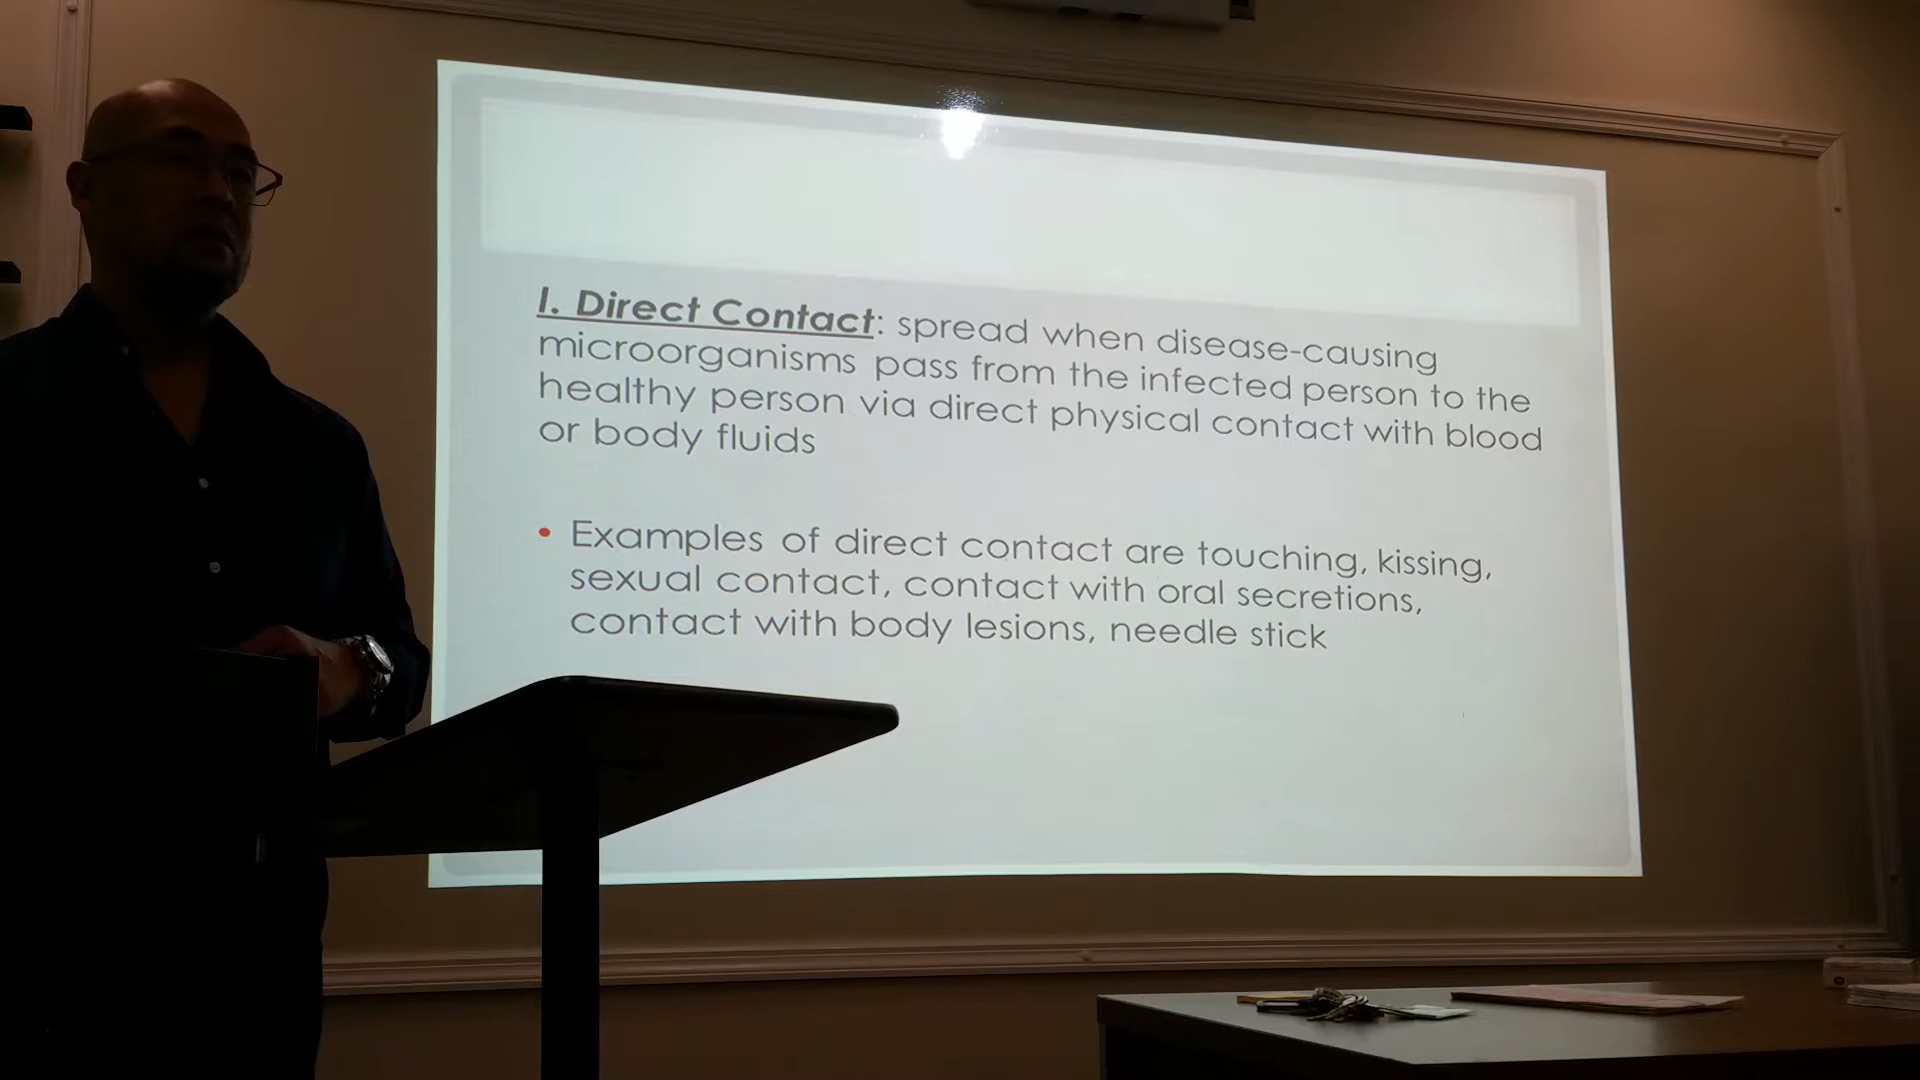 I. Direct Contact: spread when disease-causing
microorganisms pass from the infected person to the
healthy person via direct physical contact with blood
or body fluids
• Examples of direct contact are touching, kissing,
sexual contact, contact with oral secretions,
contact with body lesions, needle stick